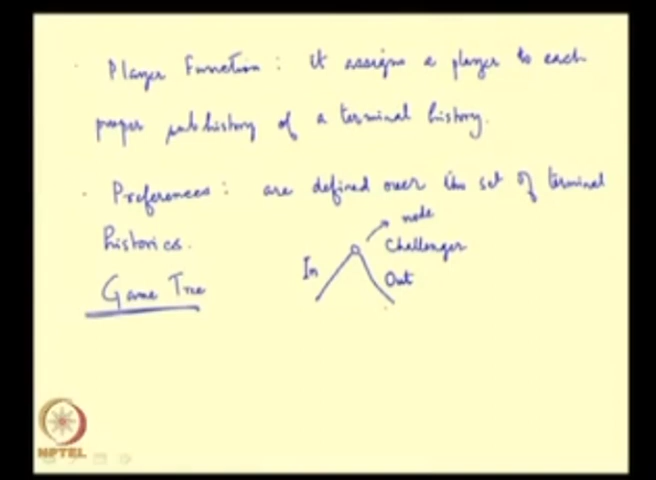 Player Function : it assigns a player to each
proper subhistory of a terminal history.
Preferences : are defined over the set of terminal
histories.
node
Challenger
In
Out
Game Tree
NPTEL